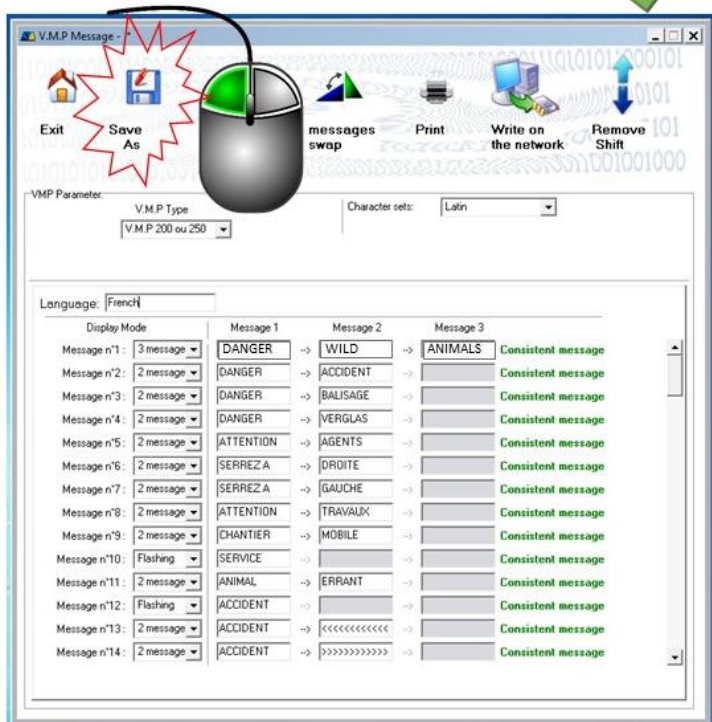 V.M.P Message - *
Exit
Save As
messages swap
Print
Write on the network
Remove Shift
VMP Parameter.
V.M.P Type
V.M.P 200 ou 250
Character sets: Latin
Language: French
Display Mode Message 1 Message 2 Message 3
Message n°1 : 3 message DANGER --> WILD --> ANIMALS Consistent message
Message n°2 : 2 message DANGER --> ACCIDENT --> Consistent message
Message n°3 : 2 message DANGER --> BALISAGE --> Consistent message
Message n°4 : 2 message DANGER --> VERGLAS --> Consistent message
Message n°5 : 2 message ATTENTION --> AGENTS --> Consistent message
Message n°6 : 2 message SERREZ A --> DROITE --> Consistent message
Message n°7 : 2 message SERREZ A --> GAUCHE --> Consistent message
Message n°8 : 2 message ATTENTION --> TRAVAUX --> Consistent message
Message n°9 : 2 message CHANTIER --> MOBILE --> Consistent message
Message n°10 : Flashing SERVICE --> --> Consistent message
Message n°11 : 2 message ANIMAL --> ERRANT --> Consistent message
Message n°12 : Flashing ACCIDENT --> --> Consistent message
Message n°13 : 2 message ACCIDENT --> <<<<<<<<<<<< --> Consistent message
Message n°14 : 2 message ACCIDENT --> >>>>>>>>>>>> --> Consistent message